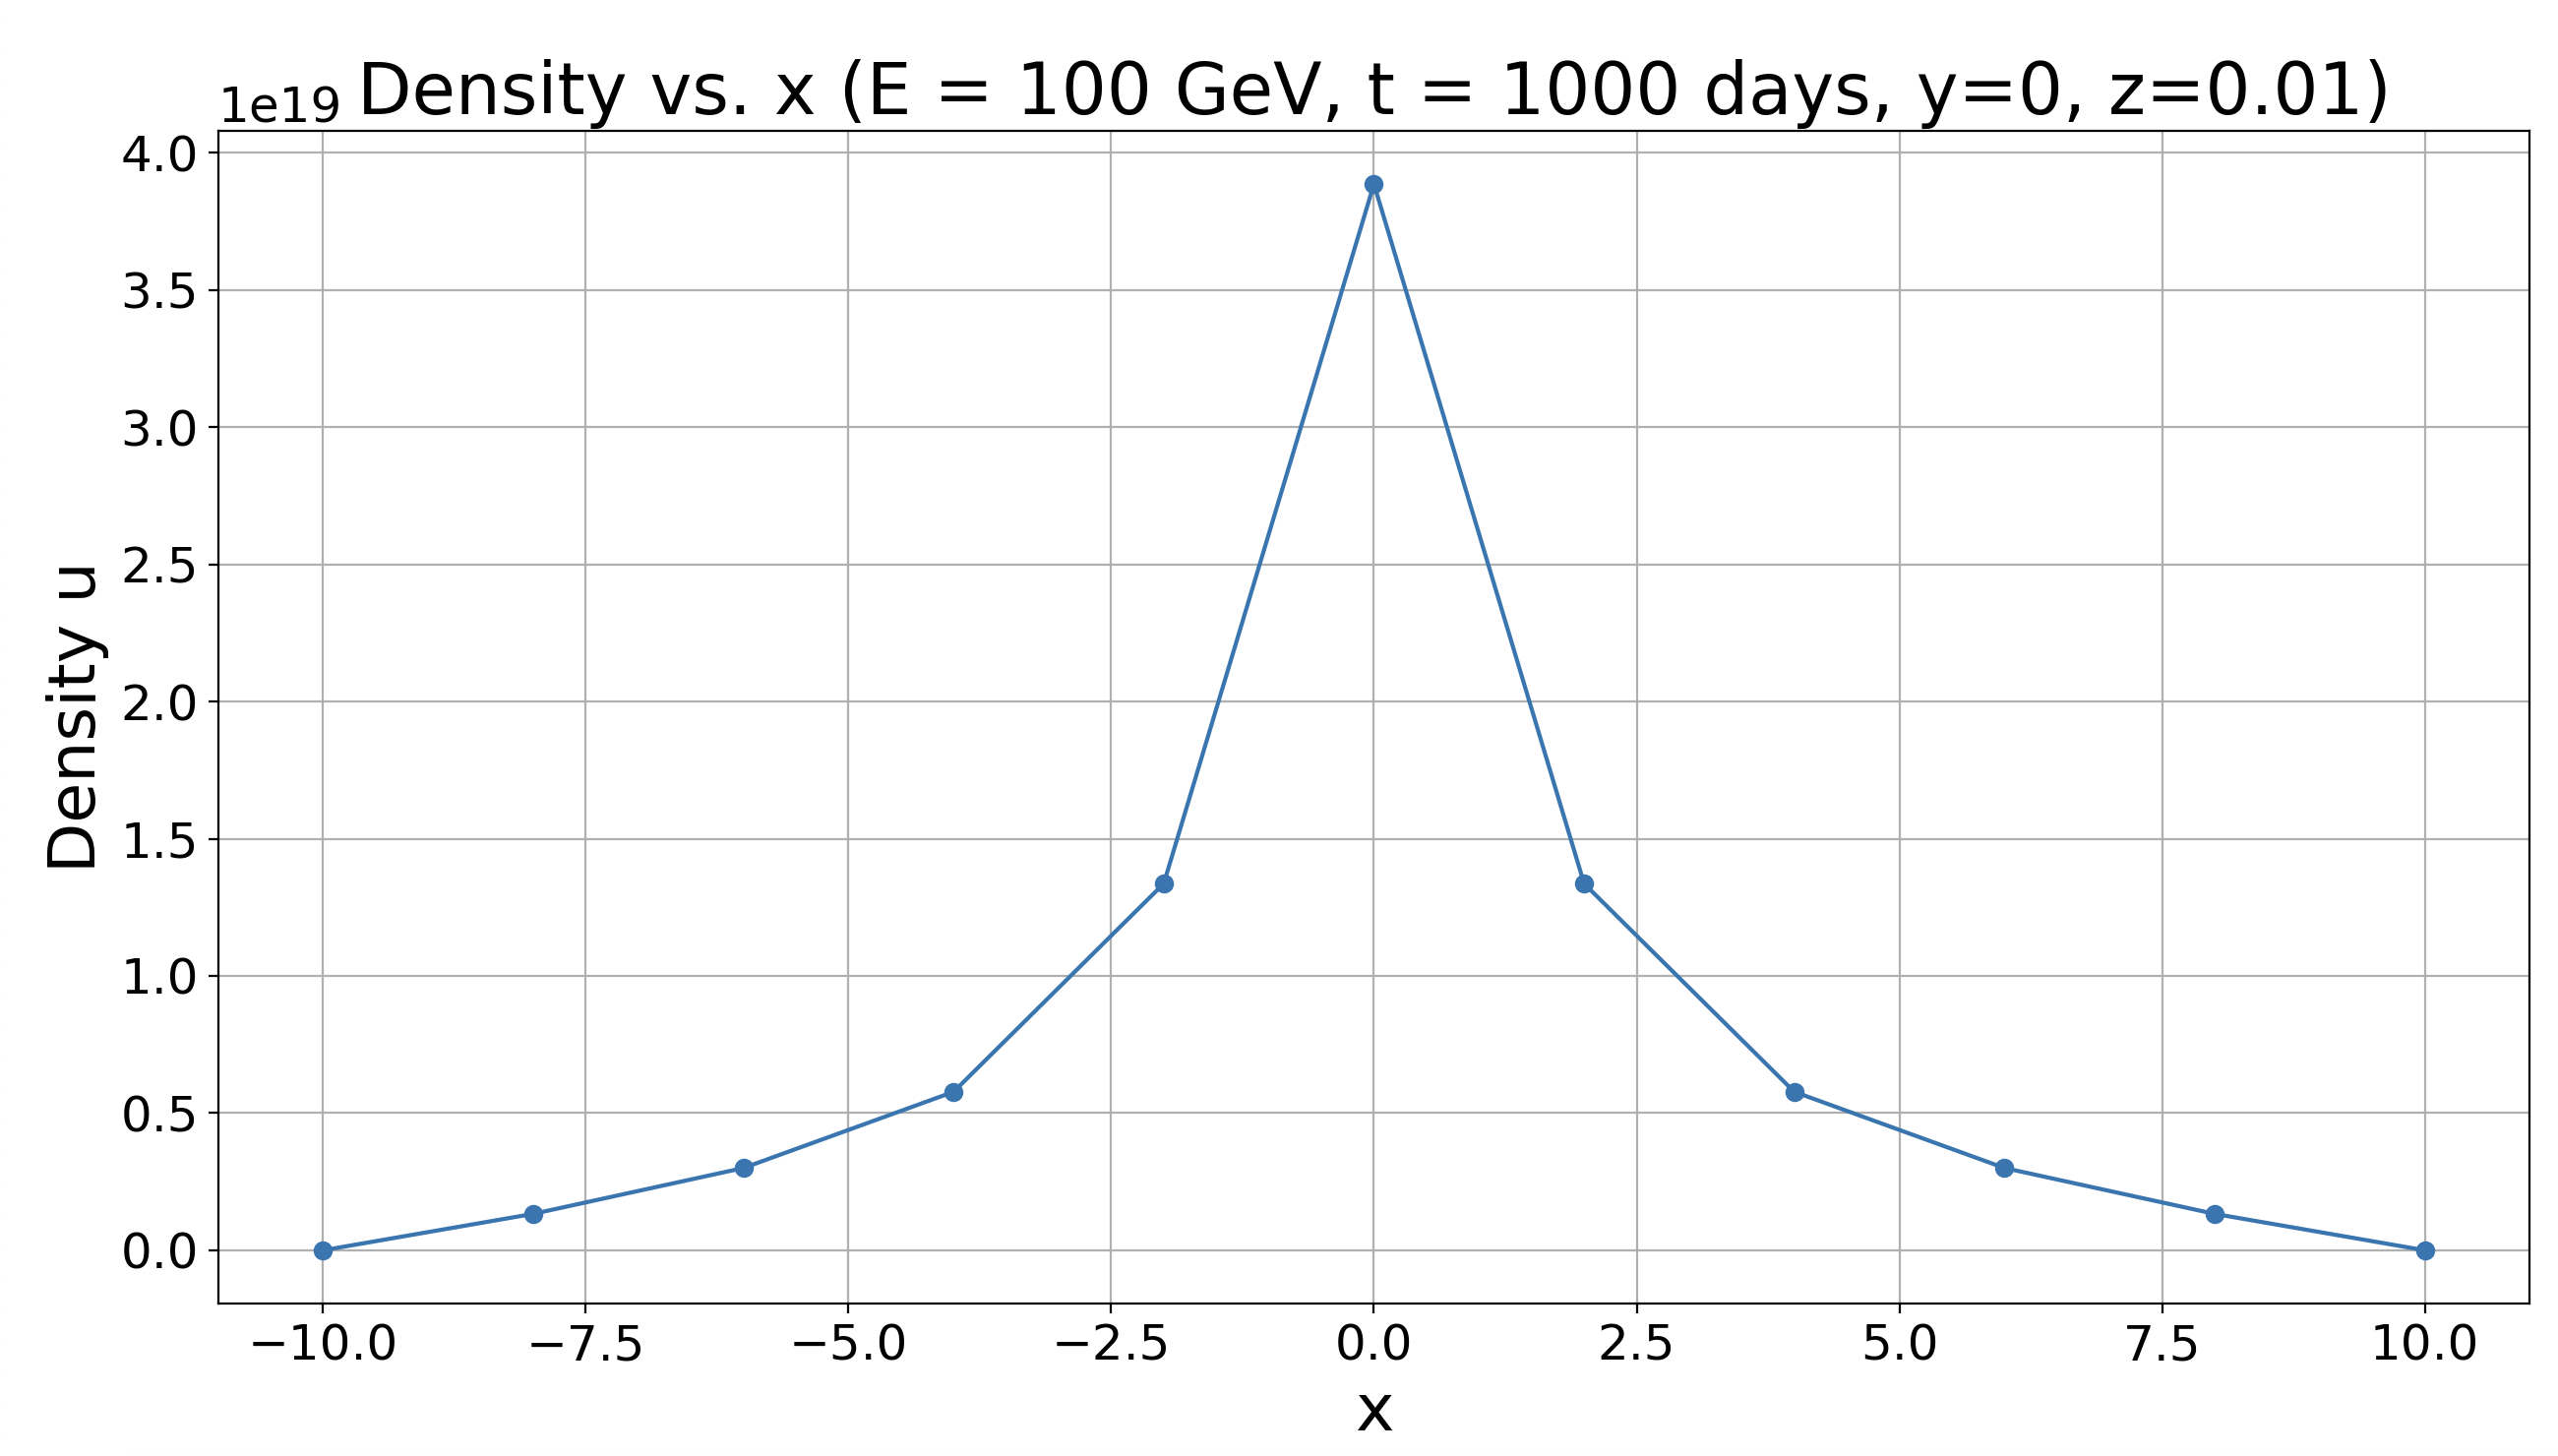 1e19 Density vs. x (E = 100 GeV, t = 1000 days, y=0, z=0.01)
4.0
3.5
3.0
2.5
2.0
1.5
1.0
0.5
0.0
Density u
−10.0 −7.5 −5.0 −2.5 0.0 2.5 5.0 7.5 10.0
x